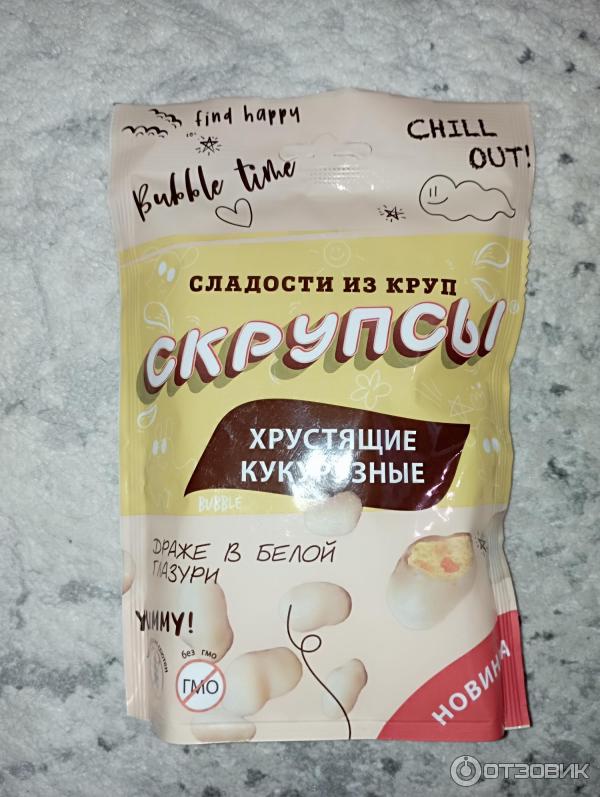 find happy
CHILL
OUT!
Bubble time
СЛАДОСТИ ИЗ КРУП
СКРУПСЫ®
ХРУСТЯЩИЕ
КУКУРУЗНЫЕ
BUBBLE
ДРАЖЕ В БЕЛОЙ
ГЛАЗУРИ
YUMMY!
без гмо
ГМО
НОВИНКА
ОТЗОВИК